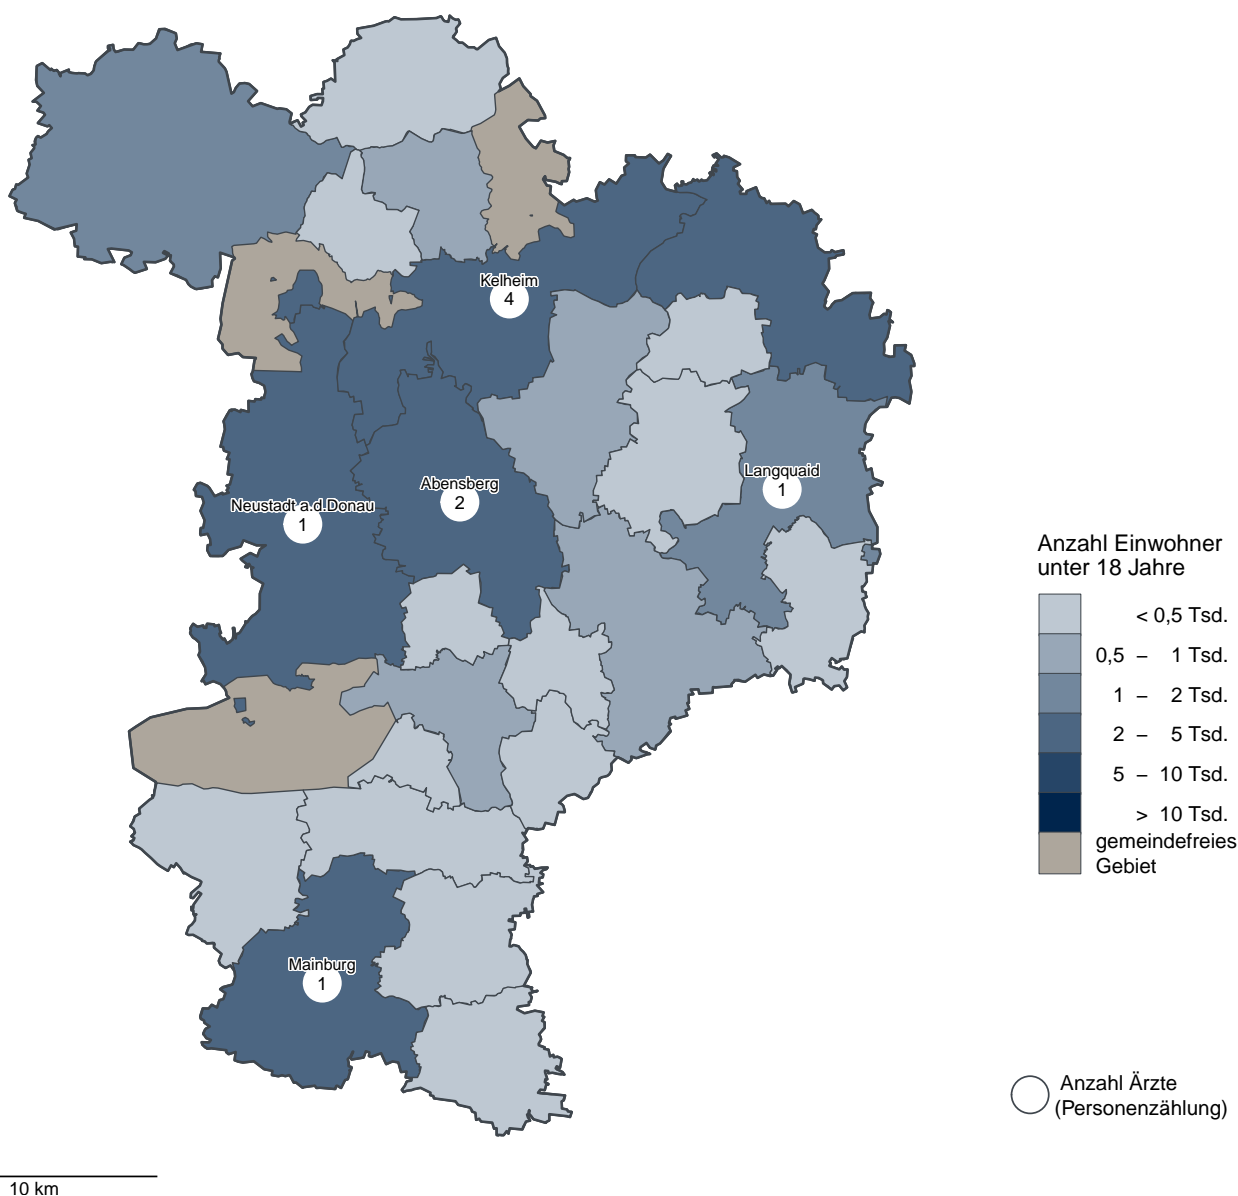 Kelheim
4
Langquaid
1
Abensberg
2
Neustadt a.d.Donau
1
Mainburg
1
Anzahl Einwohner
unter 18 Jahre
< 0,5 Tsd.
0,5 – 1 Tsd.
1 – 2 Tsd.
2 – 5 Tsd.
5 – 10 Tsd.
> 10 Tsd.
gemeindefreies
Gebiet
Anzahl Ärzte
(Personenzählung)
10 km